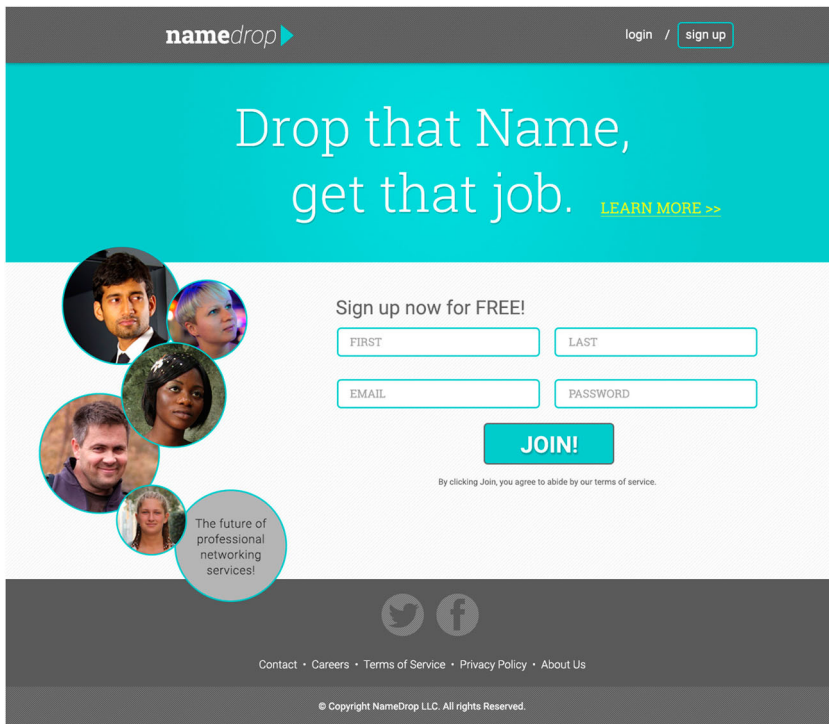 namedrop
login / sign up
Drop that Name,
get that job.
LEARN MORE >>
Sign up now for FREE!
FIRST
LAST
EMAIL
PASSWORD
JOIN!
By clicking Join, you agree to abide by our terms of service.
The future of
professional
networking
services!
Contact • Careers • Terms of Service • Privacy Policy • About Us
© Copyright NameDrop LLC. All rights Reserved.